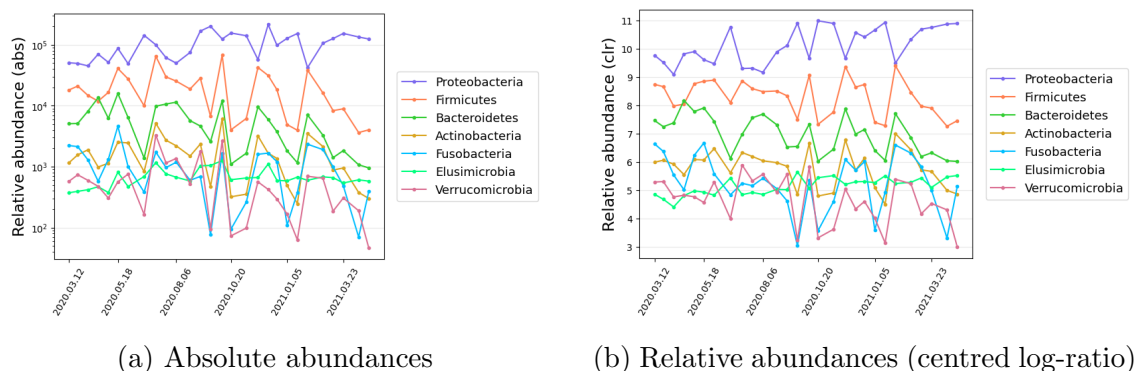 Relative abundance (abs)
10^5
10^4
10^3
10^2
2020.03.12
2020.05.18
2020.08.06
2020.10.20
2021.01.05
2021.03.23
Proteobacteria
Firmicutes
Bacteroidetes
Actinobacteria
Fusobacteria
Elusimicrobia
Verrucomicrobia
(a) Absolute abundances
Relative abundance (clr)
11
10
9
8
7
6
5
4
3
2020.03.12
2020.05.18
2020.08.06
2020.10.20
2021.01.05
2021.03.23
Proteobacteria
Firmicutes
Bacteroidetes
Actinobacteria
Fusobacteria
Elusimicrobia
Verrucomicrobia
(b) Relative abundances (centred log-ratio)